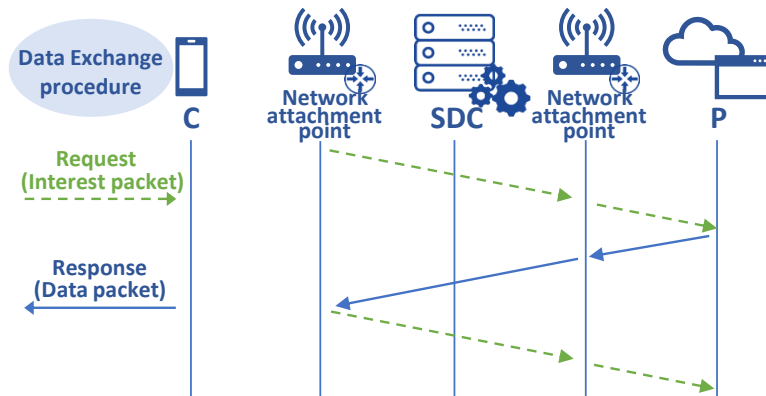 Data Exchange
procedure
C
Network
attachment
point
SDC
Network
attachment
point
P
Request
(Interest packet)
Response
(Data packet)